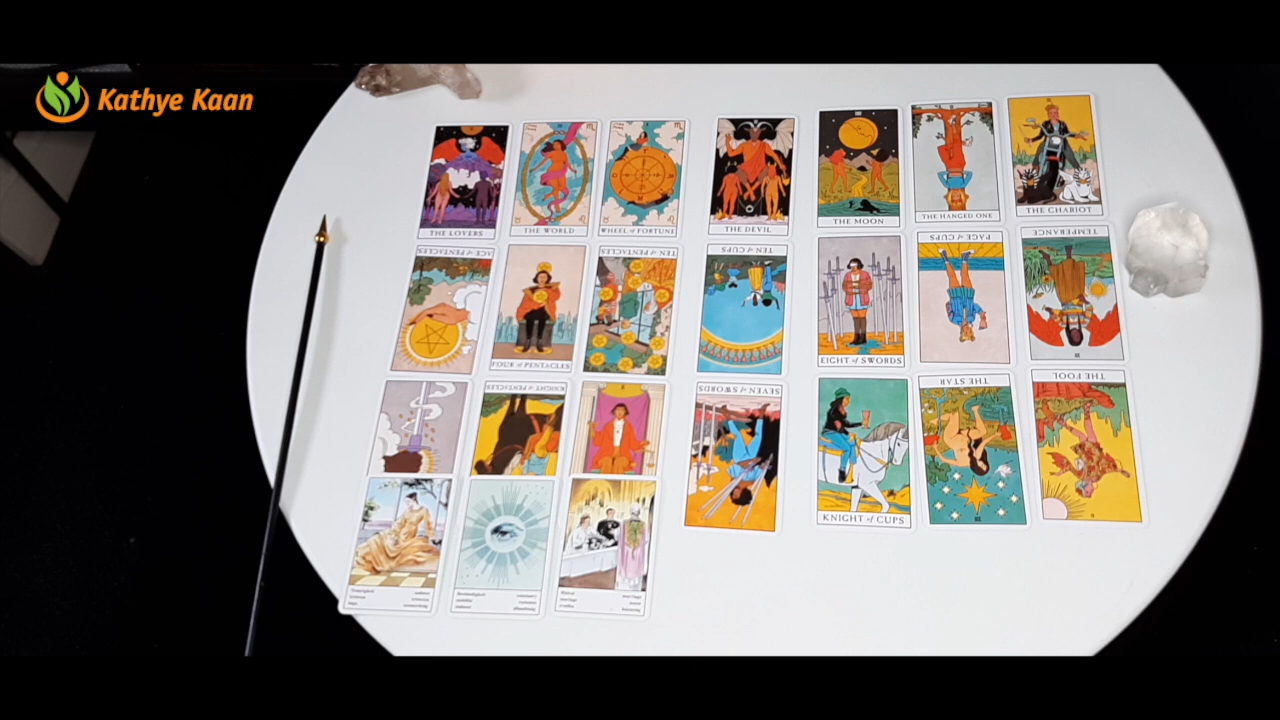 Kathye Kaan
THE LOVERS
THE WORLD
WHEEL of FORTUNE
THE DEVIL
THE MOON
THE HANGED ONE
THE CHARIOT
ACE of PENTACLES
FOUR of PENTACLES
TEN of PENTACLES
TEN of CUPS
EIGHT of SWORDS
PAGE of CUPS
TEMPERANCE
KNIGHT of PENTACLES
SEVEN of SWORDS
KNIGHT of CUPS
THE STAR
THE FOOL